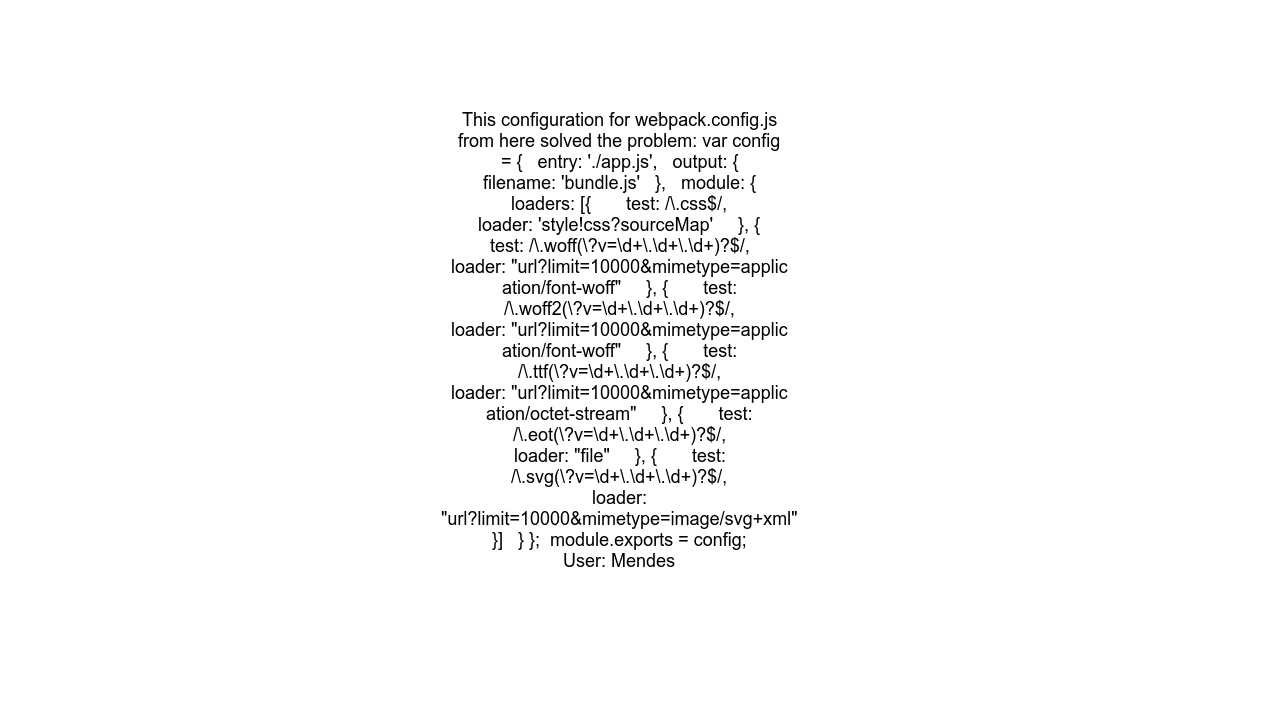 This configuration for webpack.config.js
from here solved the problem: var config
= {   entry: './app.js',   output: {
filename: 'bundle.js'   },   module: {
loaders: [{       test: /\.css$/,
loader: 'style!css?sourceMap'     }, {
test: /\.woff(\?v=\d+\.\d+\.\d+)?$/,
loader: "url?limit=10000&mimetype=applic
ation/font-woff"     }, {       test:
/\.woff2(\?v=\d+\.\d+\.\d+)?$/,
loader: "url?limit=10000&mimetype=applic
ation/font-woff"     }, {       test:
/\.ttf(\?v=\d+\.\d+\.\d+)?$/,
loader: "url?limit=10000&mimetype=applic
ation/octet-stream"     }, {       test:
/\.eot(\?v=\d+\.\d+\.\d+)?$/,
loader: "file"     }, {       test:
/\.svg(\?v=\d+\.\d+\.\d+)?$/,
loader:
"url?limit=10000&mimetype=image/svg+xml"
}]   } };  module.exports = config;
User: Mendes